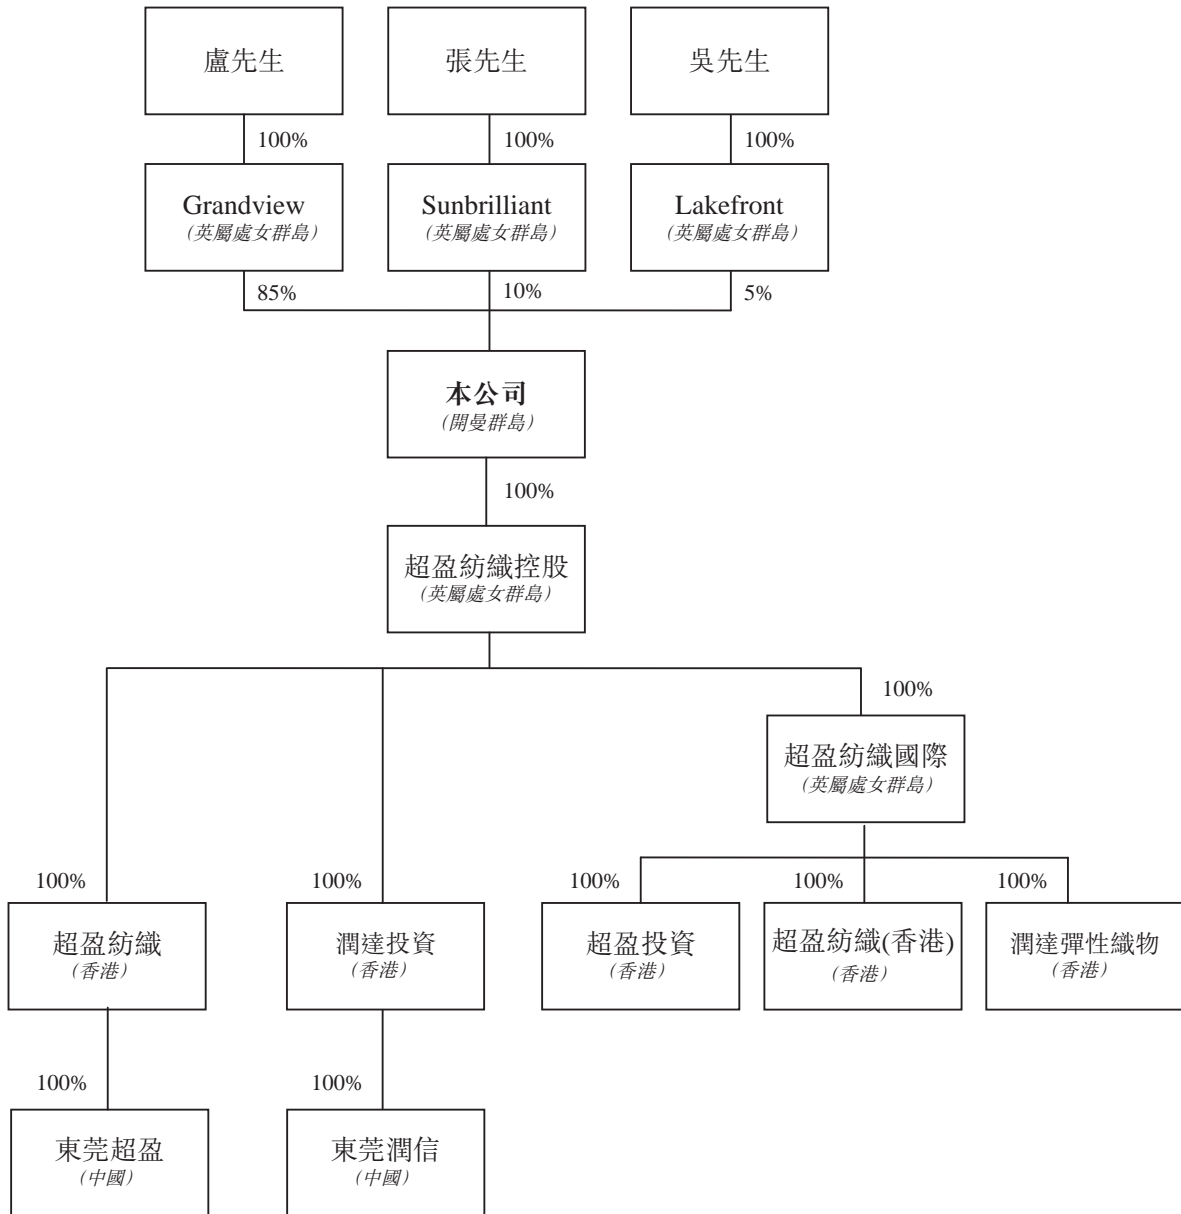 盧先生
張先生
吳先生
100%
100%
100%
Grandview
(英屬處女群島)
Sunbrilliant
(英屬處女群島)
Lakefront
(英屬處女群島)
85%
10%
5%
本公司
(開曼群島)
100%
超盈紡織控股
(英屬處女群島)
100%
超盈紡織國際
(英屬處女群島)
100%
100%
100%
100%
100%
超盈紡織
(香港)
潤達投資
(香港)
超盈投資
(香港)
超盈紡織(香港)
(香港)
潤達彈性織物
(香港)
100%
100%
東莞超盈
(中國)
東莞潤信
(中國)